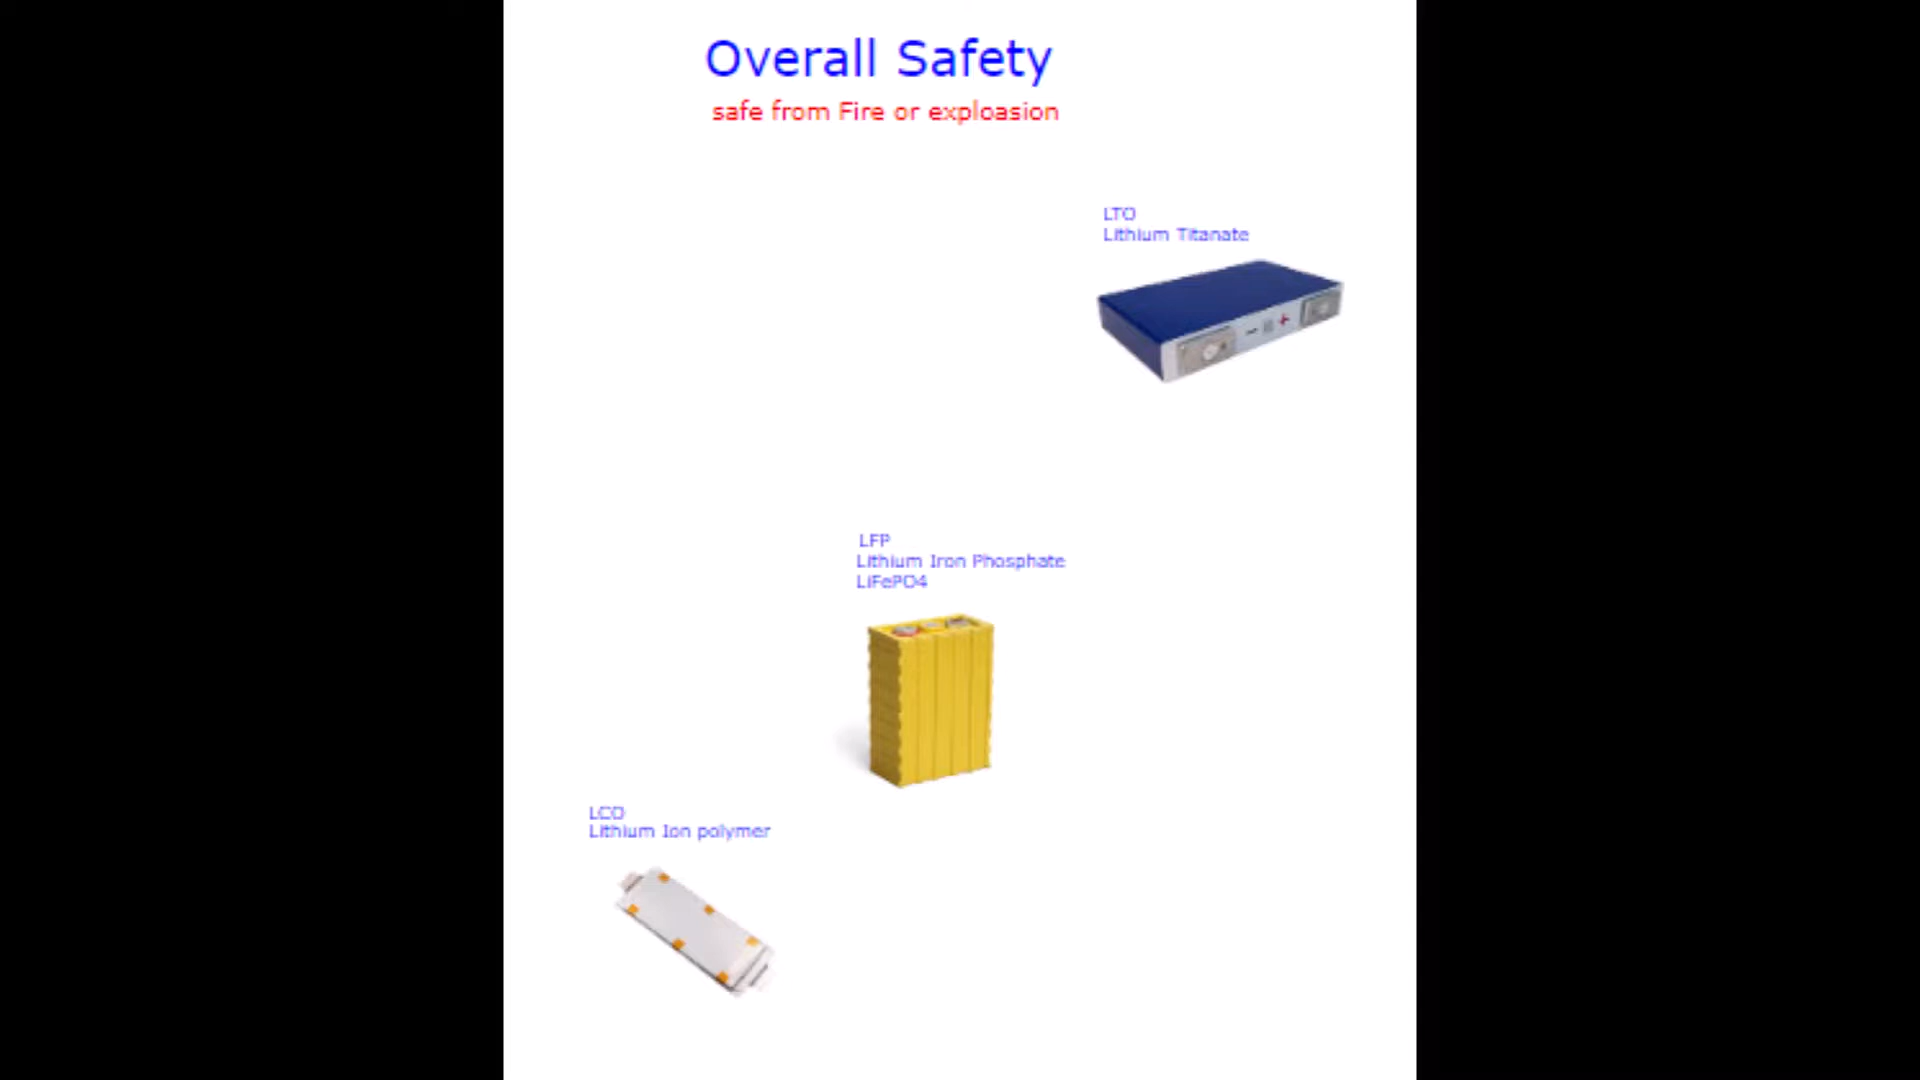 Overall Safety
safe from Fire or exploasion
LTO
Lithium Titanate
LFP
Lithium Iron Phosphate
LiFePO4
LCO
Lithium Ion polymer